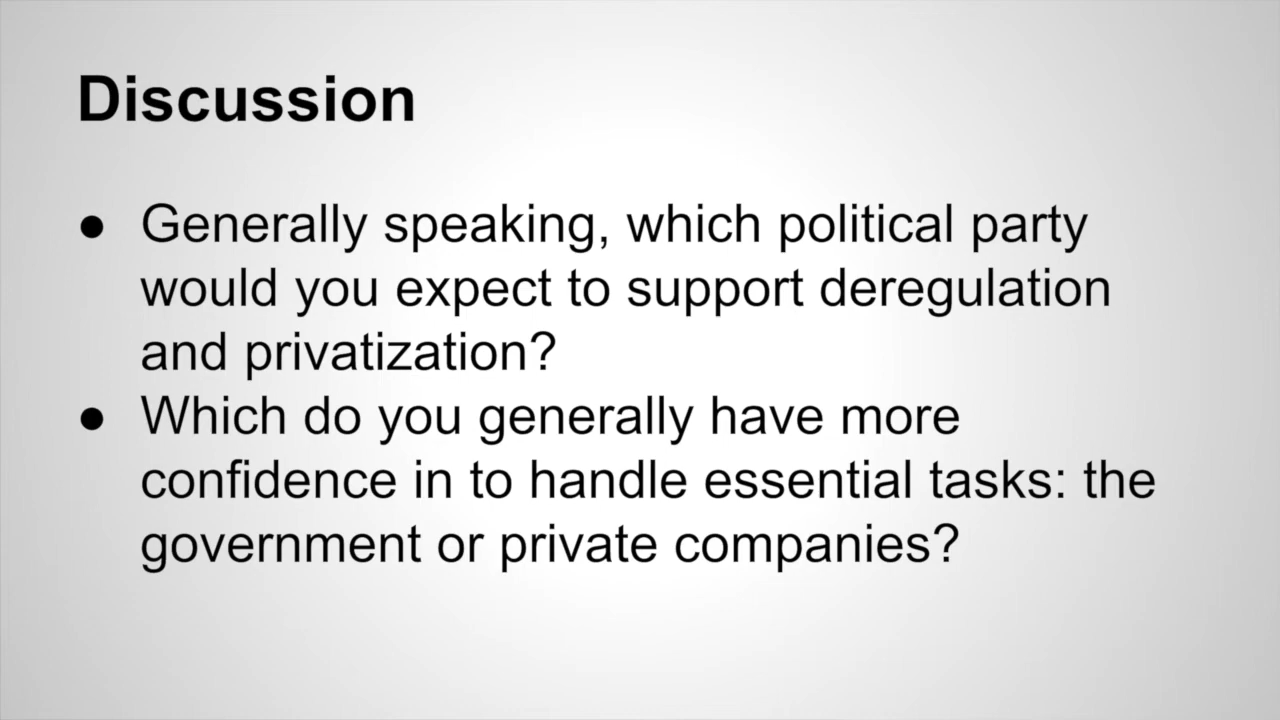 Discussion
● Generally speaking, which political party
would you expect to support deregulation
and privatization?
● Which do you generally have more
confidence in to handle essential tasks: the
government or private companies?